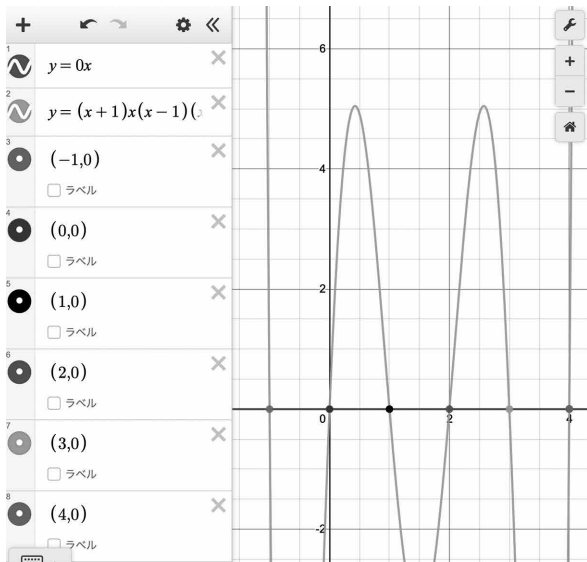 1
y = 0x
2
y = (x + 1)x(x − 1)(
3
(−1,0)
ラベル
4
(0,0)
ラベル
5
(1,0)
ラベル
6
(2,0)
ラベル
7
(3,0)
ラベル
8
(4,0)
ラベル
6
4
2
0
2
4
-2